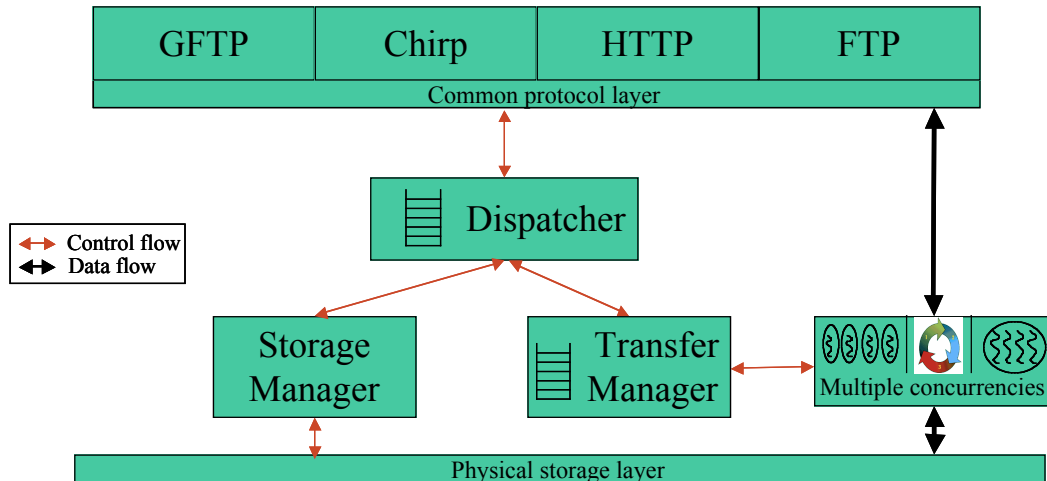 GFTP
Chirp
HTTP
FTP
Common protocol layer
Dispatcher
Control flow
Data flow
Storage
Manager
Transfer
Manager
Multiple concurrencies
Physical storage layer